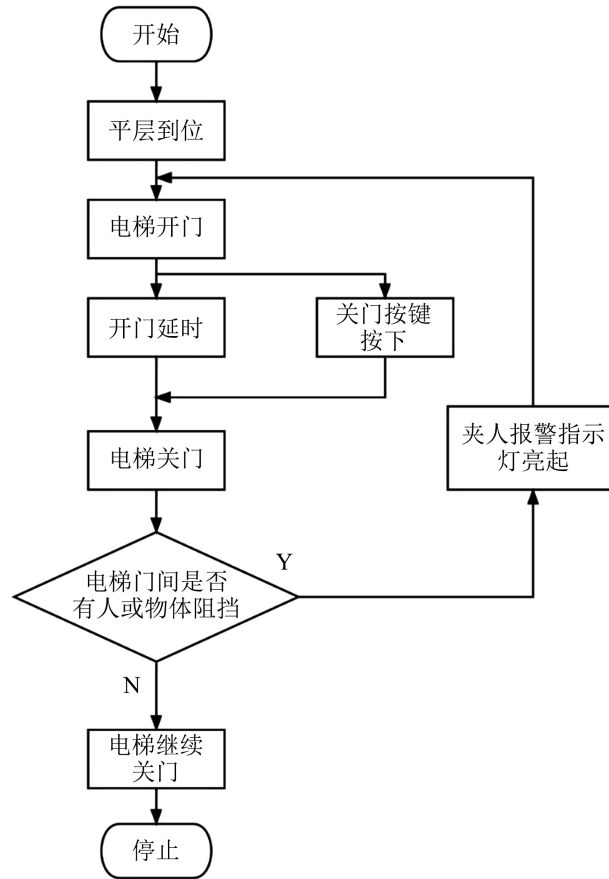 开始
平层到位
电梯开门
开门延时
关门按键
按下
电梯关门
夹人报警指示
灯亮起
电梯门间是否
有人或物体阻挡
Y
N
电梯继续
关门
停止